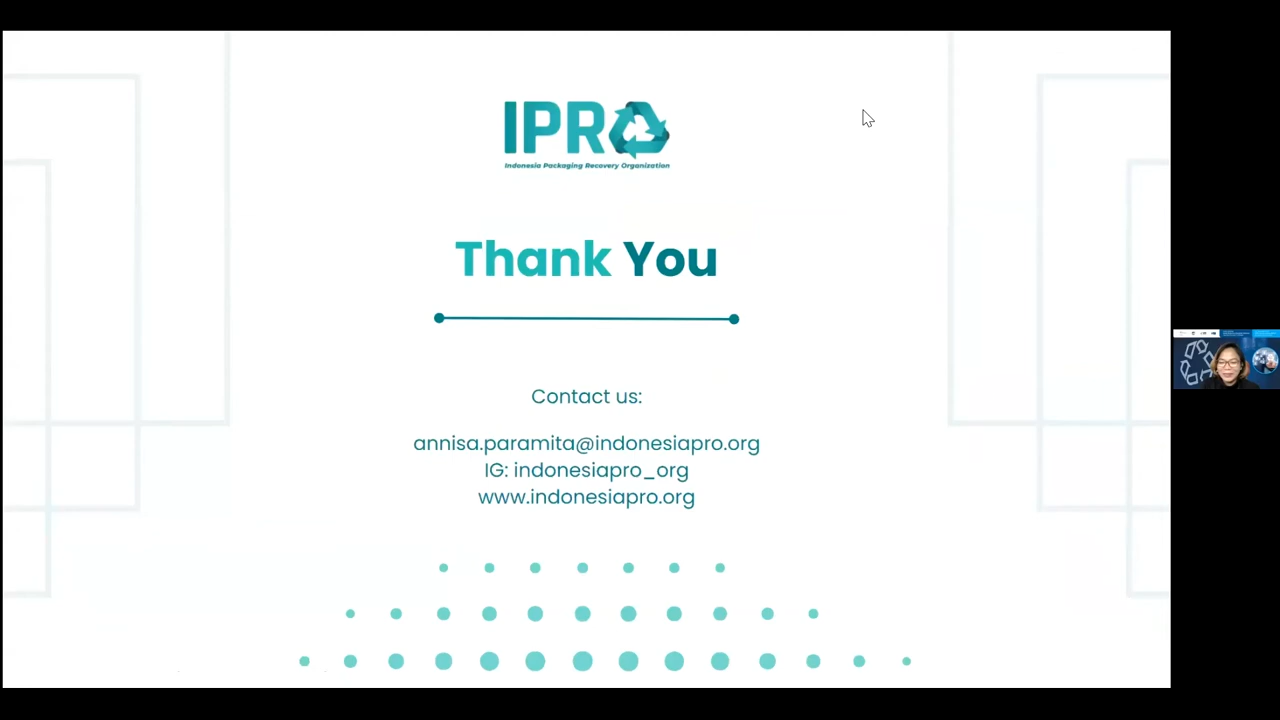 IPRO
Indonesia Packaging Recovery Organization
Thank You
Contact us:
annisa.paramita@indonesiapro.org
IG: indonesiapro_org
www.indonesiapro.org